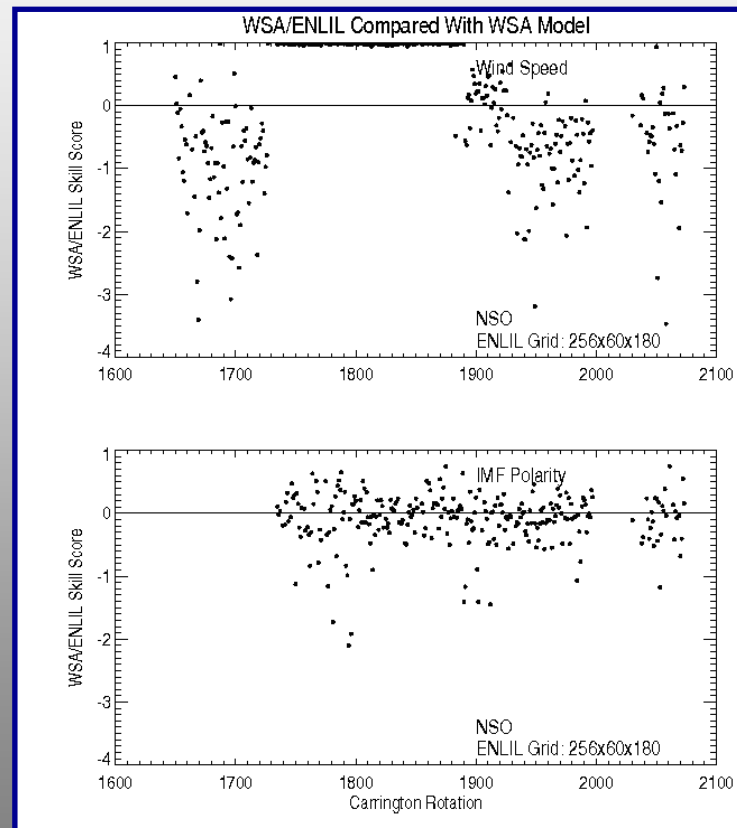 WSA/ENLIL Compared With WSA Model
1
0
-1
-2
-3
-4
WSA/ENLIL Skill Score
Wind Speed
NSO
ENLIL Grid: 256x60x180
1600 1700 1800 1900 2000 2100
1
0
-1
-2
-3
-4
WSA/ENLIL Skill Score
IMF Polarity
NSO
ENLIL Grid: 256x60x180
1600 1700 1800 1900 2000 2100
Carrington Rotation